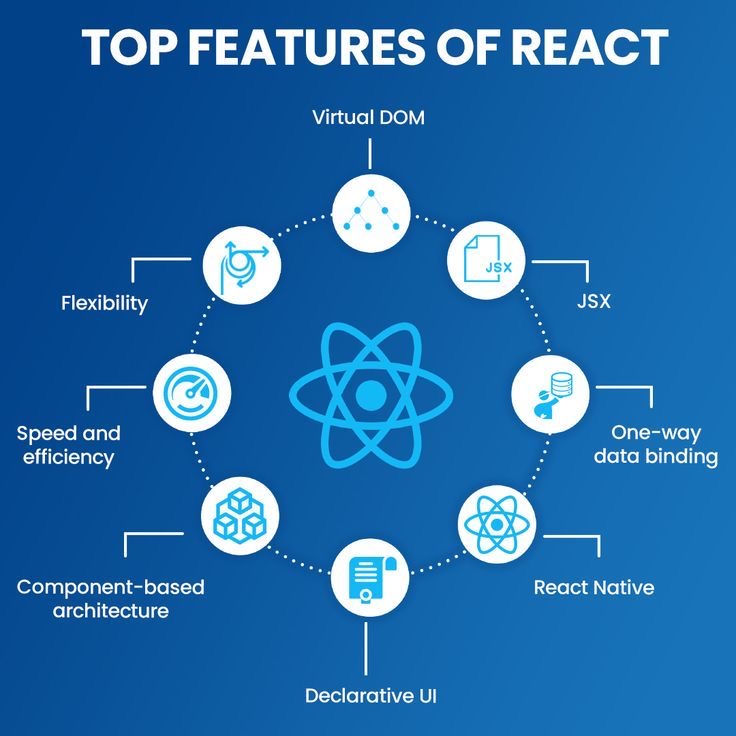 TOP FEATURES OF REACT
Virtual DOM
JSX
JSX
One-way
data binding
React Native
Declarative UI
Component-based
architecture
Speed and
efficiency
Flexibility